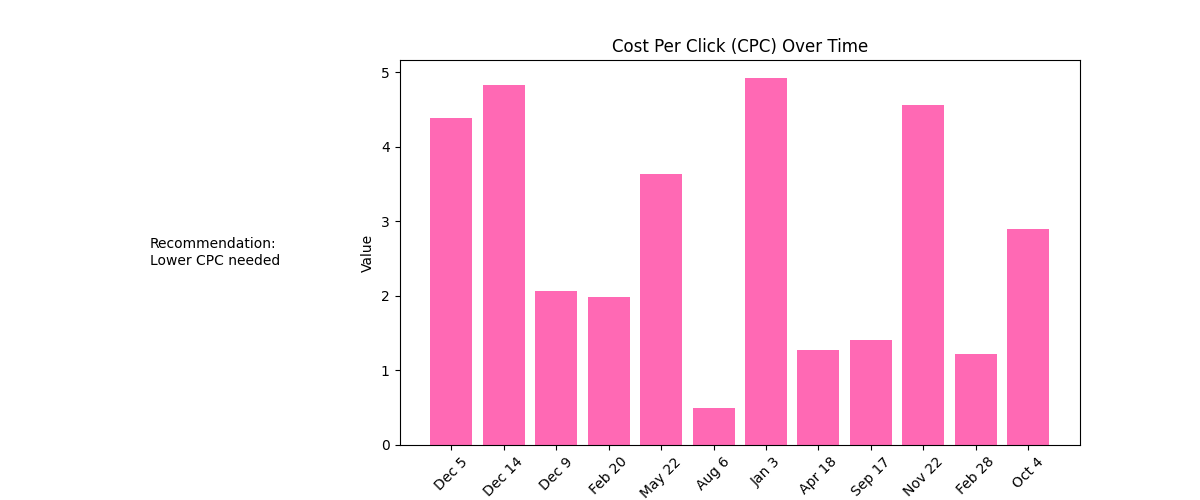 Cost Per Click (CPC) Over Time
Recommendation:
Lower CPC needed
Value
5
4
3
2
1
0
Dec 5
Dec 14
Dec 9
Feb 20
May 22
Aug 6
Jan 3
Apr 18
Sep 17
Nov 22
Feb 28
Oct 4